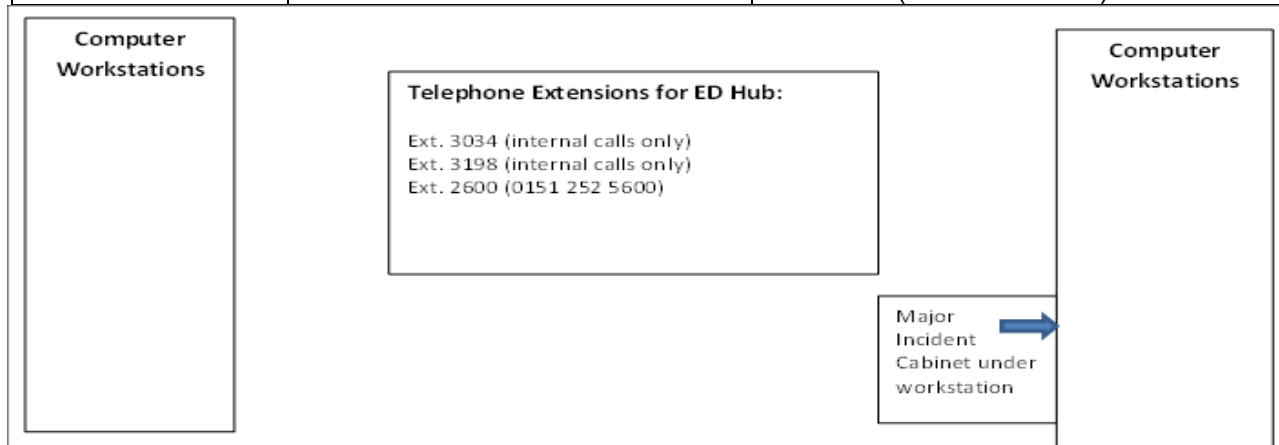 Computer
Workstations
Telephone Extensions for ED Hub:
Ext. 3034 (internal calls only)
Ext. 3198 (internal calls only)
Ext. 2600 (0151 252 5600)
Computer
Workstations
Major
Incident
Cabinet under
workstation